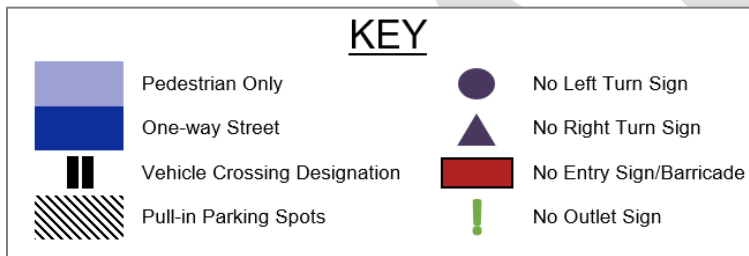 KEY
Pedestrian Only
No Left Turn Sign
One-way Street
No Right Turn Sign
Vehicle Crossing Designation
No Entry Sign/Barricade
Pull-in Parking Spots
No Outlet Sign